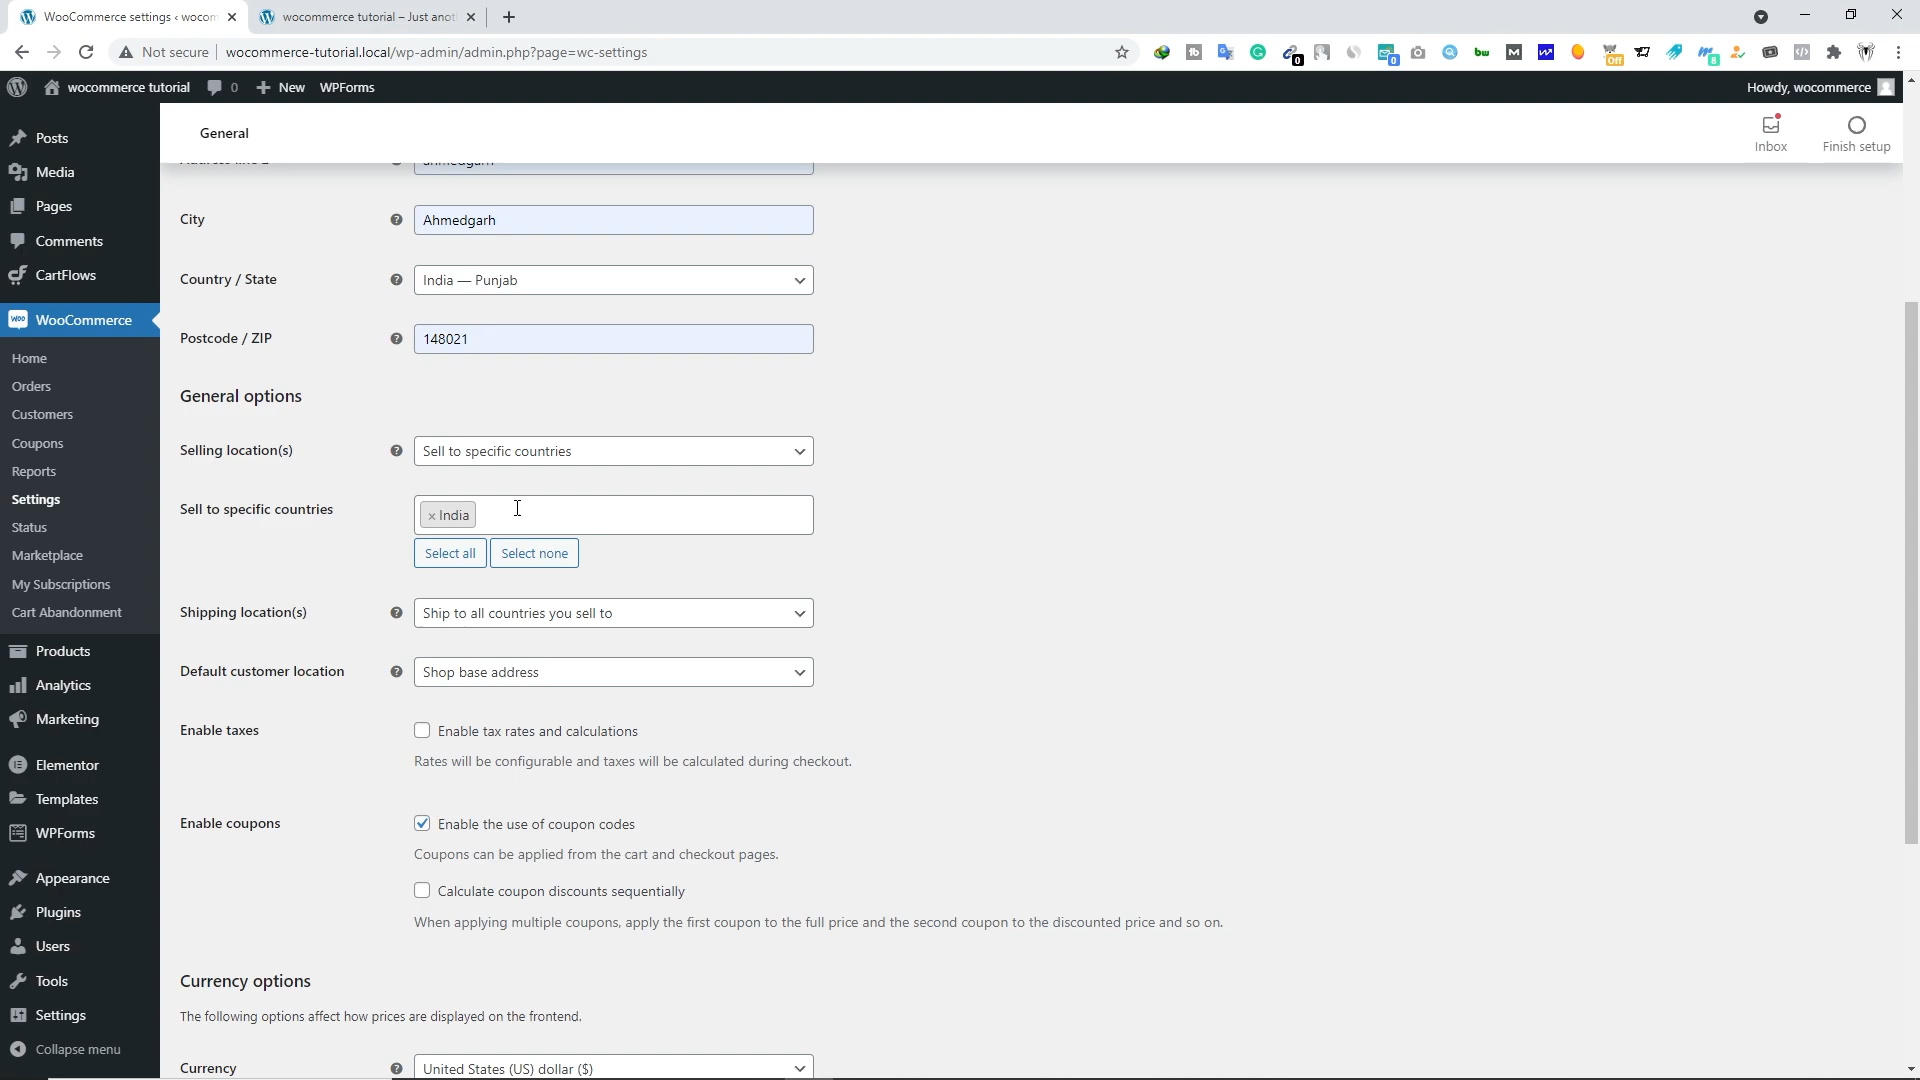 WooCommerce settings ‹ wocom
wocommerce tutorial – Just anot
Not secure
wocommerce-tutorial.local/wp-admin/admin.php?page=wc-settings
wocommerce tutorial
0
New
WPForms
Howdy, wocommerce
Posts
Media
Pages
Comments
CartFlows
WooCommerce
Home
Orders
Customers
Coupons
Reports
Settings
Status
Marketplace
My Subscriptions
Cart Abandonment
Products
Analytics
Marketing
Elementor
Templates
WPForms
Appearance
Plugins
Users
Tools
Settings
Collapse menu
General
Inbox
Finish setup
City
Ahmedgarh
Country / State
India — Punjab
Postcode / ZIP
148021
General options
Selling location(s)
Sell to specific countries
Sell to specific countries
× India
Select all
Select none
Shipping location(s)
Ship to all countries you sell to
Default customer location
Shop base address
Enable taxes
Enable tax rates and calculations
Rates will be configurable and taxes will be calculated during checkout.
Enable coupons
Enable the use of coupon codes
Coupons can be applied from the cart and checkout pages.
Calculate coupon discounts sequentially
When applying multiple coupons, apply the first coupon to the full price and the second coupon to the discounted price and so on.
Currency options
The following options affect how prices are displayed on the frontend.
Currency
United States (US) dollar ($)